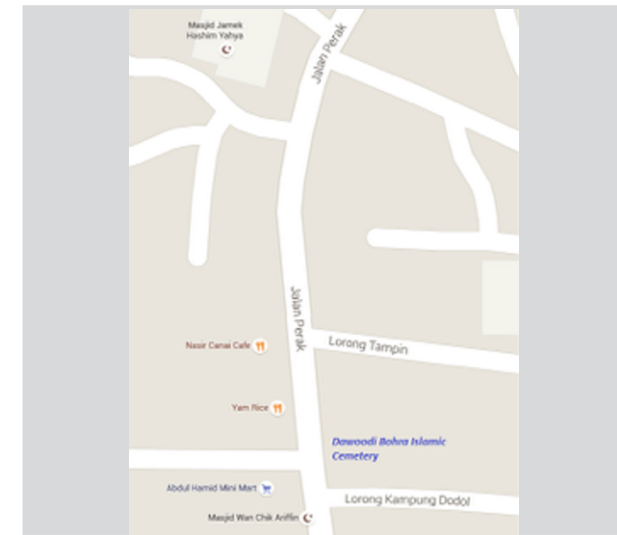 Masjid Jamek
Hashim Yahya
Jalan Perak
Jalan Perak
Nasir Canai Cafe
Lorong Tampin
Yam Rice
Dawoodi Bohra Islamic
Cemetery
Abdul Hamid Mini Mart
Lorong Kampung Dodol
Masjid Wan Chik Ariffin